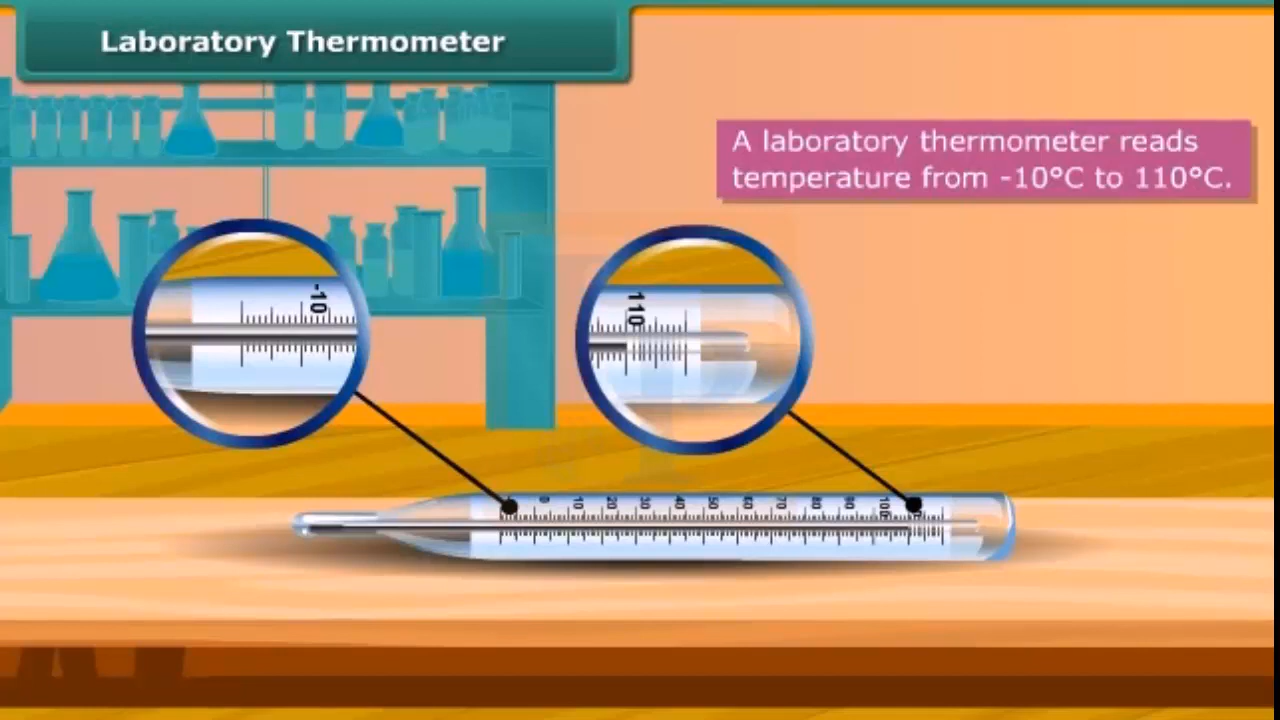 Laboratory Thermometer
A laboratory thermometer reads
temperature from -10°C to 110°C.
-10
110
0 10 20 30 40 50 60 70 80 90 100